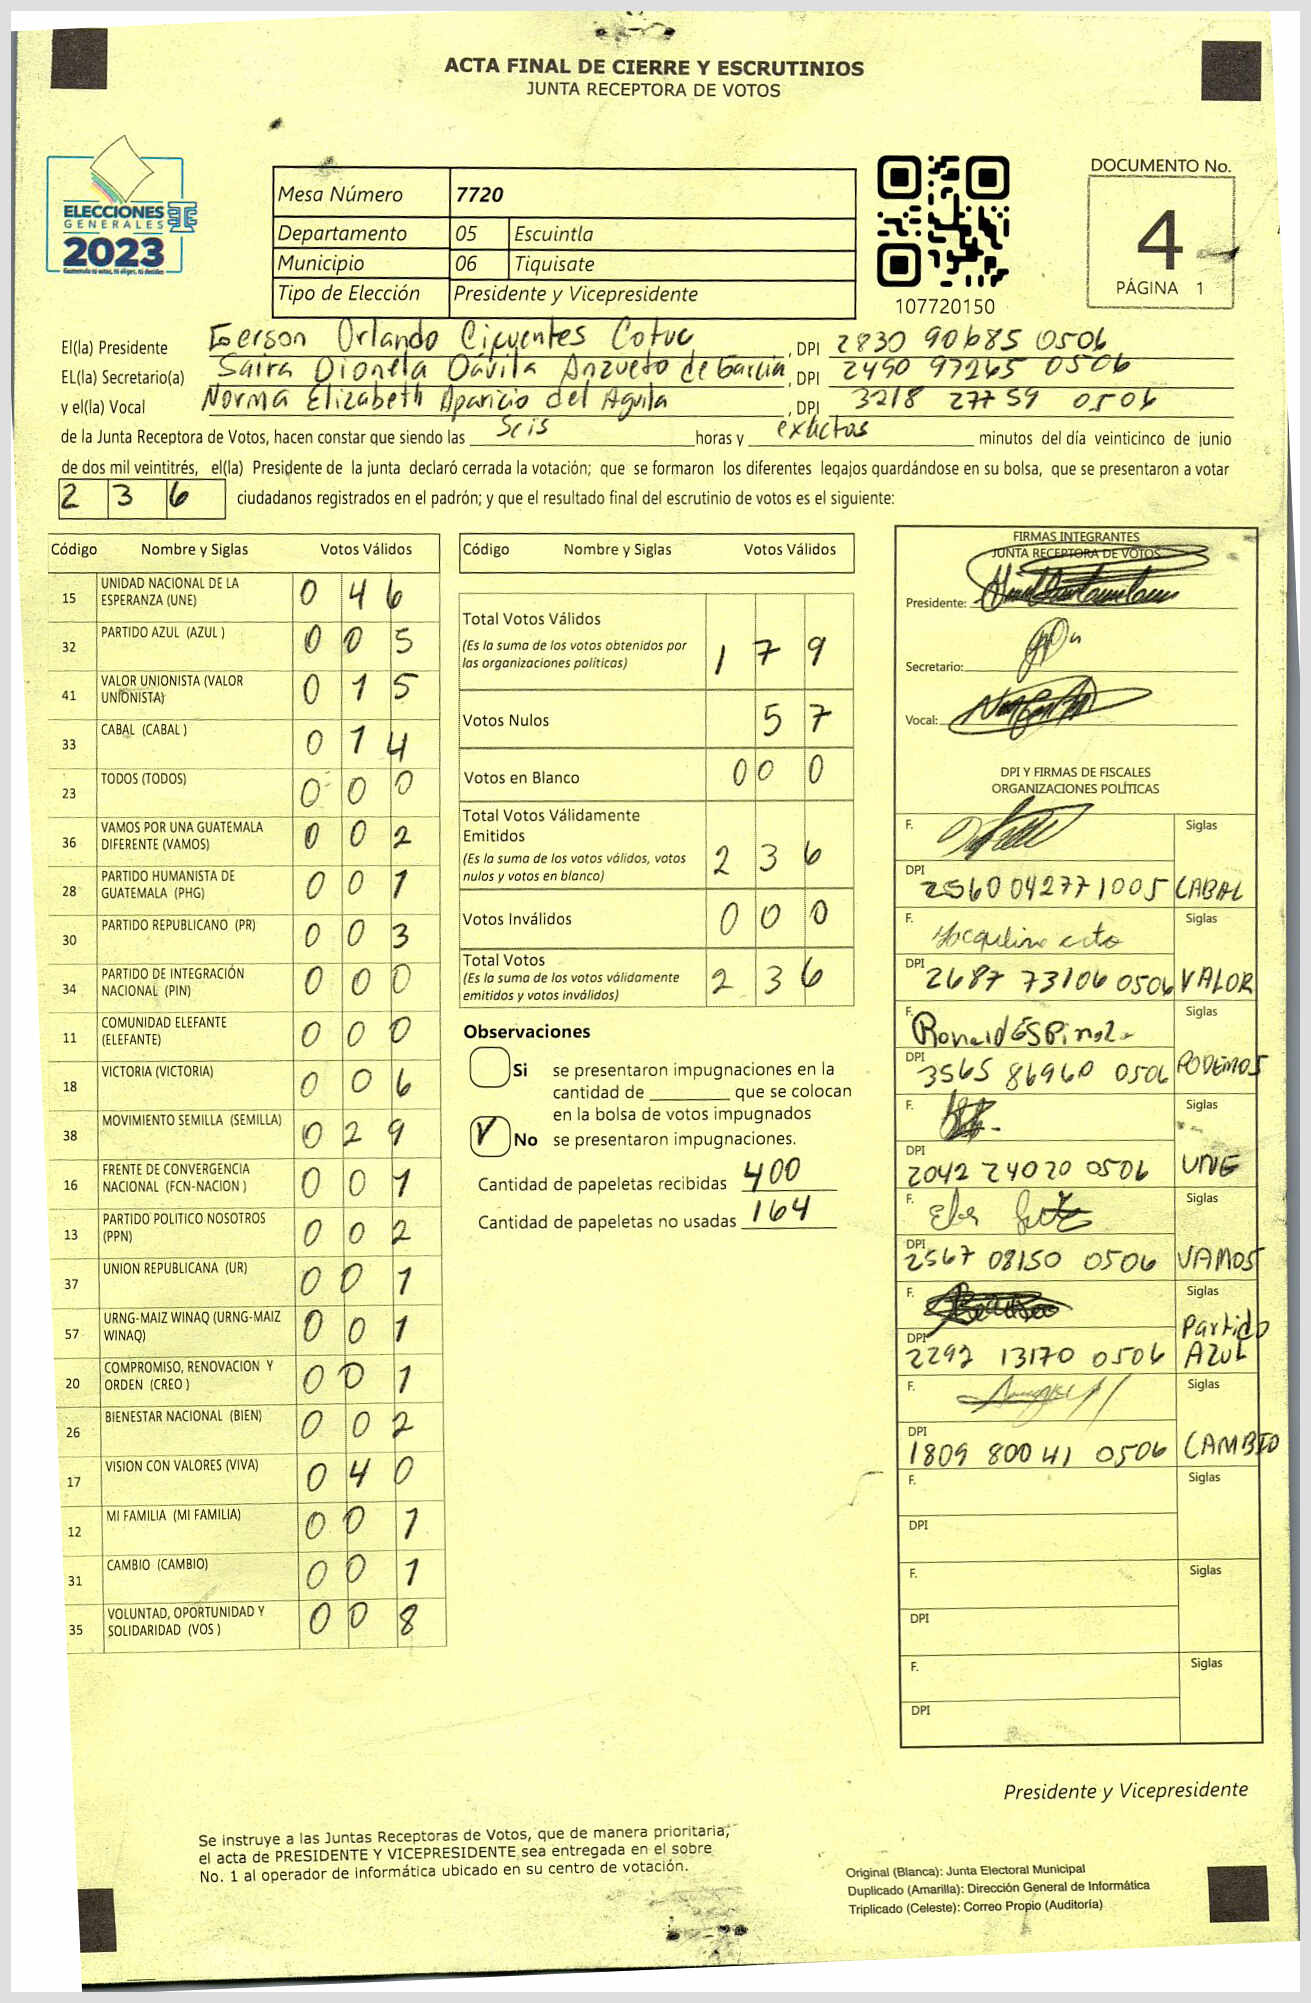 ACTA FINAL DE CIERRE Y ESCRUTINIOS
JUNTA RECEPTORA DE VOTOS
ELECCIONES
GENERALES
2023
Mesa Número 7720
Departamento 05 Escuintla
Municipio 06 Tiquisate
Tipo de Elección Presidente y Vicepresidente
107720150
DOCUMENTO No.
4
PÁGINA 1
El(la) Presidente Gerson Orlando Cifuentes Cotuc, DPI 2830 90685 0506
EL(la) Secretario(a) Saira Dionela Dávila Anzueto de García, DPI 2490 97265 0506
y el(la) Vocal Norma Elizabeth Aparicio del Aguila, DPI 3218 27759 0506
de la Junta Receptora de Votos, hacen constar que siendo las Seis horas y exactas minutos del día veinticinco de junio
de dos mil veintitrés, el(la) Presidente de la junta declaró cerrada la votación; que se formaron los diferentes legajos guardándose en su bolsa, que se presentaron a votar
2 3 6 ciudadanos registrados en el padrón; y que el resultado final del escrutinio de votos es el siguiente:
Código Nombre y Siglas Votos Válidos
15 UNIDAD NACIONAL DE LA ESPERANZA (UNE) 0 4 6
32 PARTIDO AZUL (AZUL ) 0 0 5
41 VALOR UNIONISTA (VALOR UNIONISTA) 0 1 5
33 CABAL (CABAL ) 0 1 4
23 TODOS (TODOS) 0 0 0
36 VAMOS POR UNA GUATEMALA DIFERENTE (VAMOS) 0 0 2
28 PARTIDO HUMANISTA DE GUATEMALA (PHG) 0 0 1
30 PARTIDO REPUBLICANO (PR) 0 0 3
34 PARTIDO DE INTEGRACIÓN NACIONAL (PIN) 0 0 0
11 COMUNIDAD ELEFANTE (ELEFANTE) 0 0 0
18 VICTORIA (VICTORIA) 0 0 6
38 MOVIMIENTO SEMILLA (SEMILLA) 0 2 9
16 FRENTE DE CONVERGENCIA NACIONAL (FCN-NACION ) 0 0 1
13 PARTIDO POLITICO NOSOTROS (PPN) 0 0 2
37 UNION REPUBLICANA (UR) 0 0 1
57 URNG-MAIZ WINAQ (URNG-MAIZ WINAQ) 0 0 1
20 COMPROMISO, RENOVACION Y ORDEN (CREO ) 0 0 1
26 BIENESTAR NACIONAL (BIEN) 0 0 2
17 VISION CON VALORES (VIVA) 0 4 0
12 MI FAMILIA (MI FAMILIA) 0 0 1
31 CAMBIO (CAMBIO) 0 0 1
35 VOLUNTAD, OPORTUNIDAD Y SOLIDARIDAD (VOS ) 0 0 8
Código Nombre y Siglas Votos Válidos
Total Votos Válidos
(Es la suma de los votos obtenidos por las organizaciones políticas) 1 7 9
Votos Nulos 5 7
Votos en Blanco 0 0 0
Total Votos Válidamente Emitidos
(Es la suma de los votos válidos, votos nulos y votos en blanco) 2 3 6
Votos Inválidos 0 0 0
Total Votos
(Es la suma de los votos válidamente emitidos y votos inválidos) 2 3 6
Observaciones
Si se presentaron impugnaciones en la
cantidad de ________ que se colocan
en la bolsa de votos impugnados
V No se presentaron impugnaciones.
Cantidad de papeletas recibidas 400
Cantidad de papeletas no usadas 164
FIRMAS INTEGRANTES
JUNTA RECEPTORA DE VOTOS
Presidente:
Secretario:
Vocal:
DPI Y FIRMAS DE FISCALES
ORGANIZACIONES POLÍTICAS
F. Siglas
DPI 2560042771005 CABAL
F. Siglas
DPI 2687 73106 0506 VALOR
F. Ronald Espinoza Siglas
DPI 3565 86960 0506 PODEMOS
F. Siglas
DPI 2042 24020 0506 UNE
F. Siglas
DPI 2567 08150 0506 VAMOS
F. Siglas
DPI 2292 13170 0506 Partido AZUL
F. Siglas
DPI 1809 80041 0506 CAMBIO
F. Siglas
DPI
F. Siglas
DPI
F. Siglas
DPI
Presidente y Vicepresidente
Se instruye a las Juntas Receptoras de Votos, que de manera prioritaria,
el acta de PRESIDENTE Y VICEPRESIDENTE sea entregada en el sobre
No. 1 al operador de informática ubicado en su centro de votación.
Original (Blanca): Junta Electoral Municipal
Duplicado (Amarilla): Dirección General de Informática
Triplicado (Celeste): Correo Propio (Auditoría)